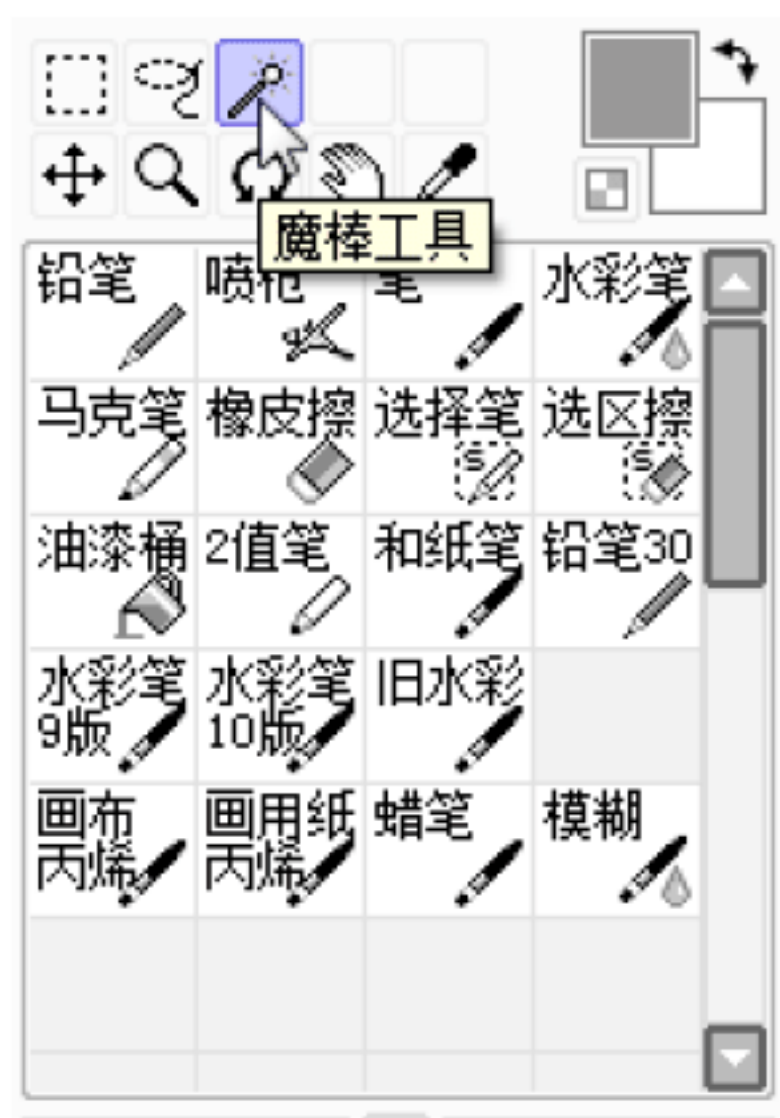 魔棒工具
铅笔 喷枪 笔 水彩笔
马克笔 橡皮擦 选择笔 选区擦
油漆桶 2值笔 和纸笔 铅笔30
水彩笔 水彩笔 旧水彩
9版 10版
画布 画用纸 蜡笔 模糊
丙烯 丙烯